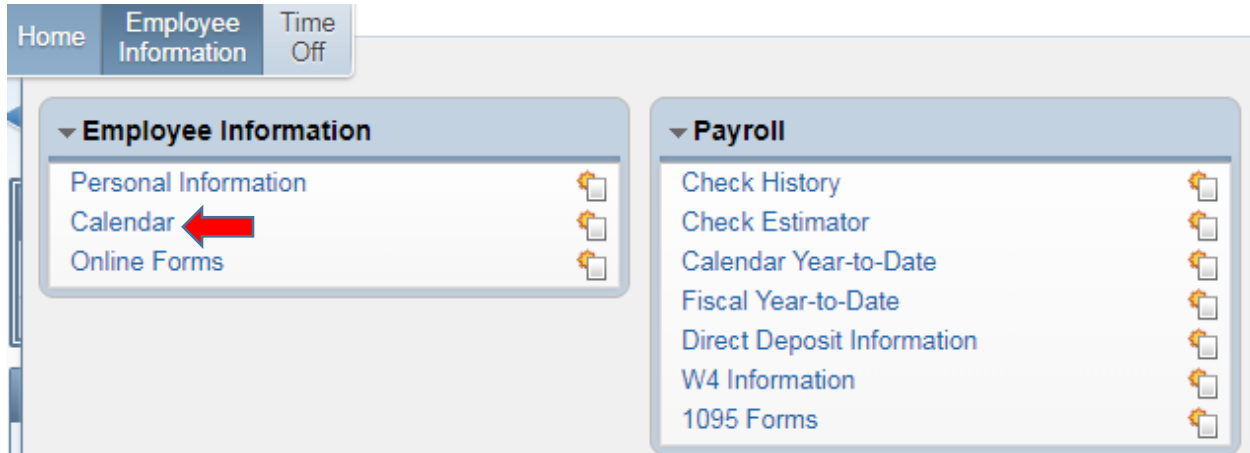 Home
Employee
Information
Time
Off
Employee Information
Personal Information
Calendar
Online Forms
Payroll
Check History
Check Estimator
Calendar Year-to-Date
Fiscal Year-to-Date
Direct Deposit Information
W4 Information
1095 Forms